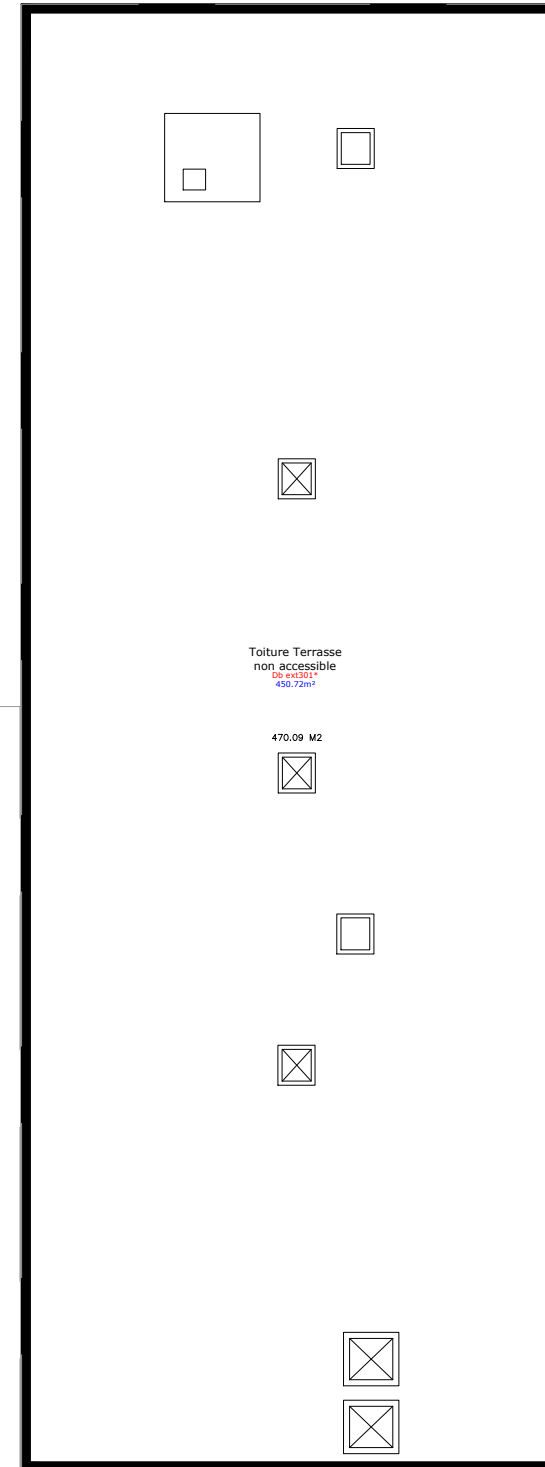 Toiture Terrasse
non accessible
Db ext301*
450.72m²
470.09 M2